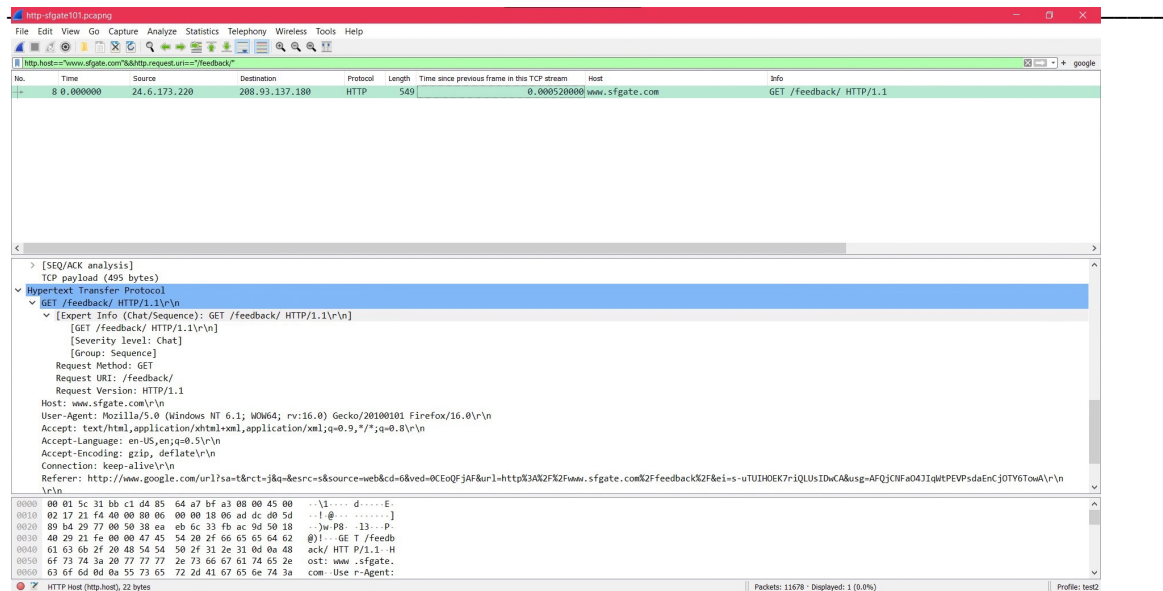 http-sfgate101.pcapng
File Edit View Go Capture Analyze Statistics Telephony Wireless Tools Help
http.host=="www.sfgate.com"&&http.request.uri=="/feedback/" + google
No. Time Source Destination Protocol Length Time since previous frame in this TCP stream Host Info
8 0.000000 24.6.173.220 208.93.137.180 HTTP 549 0.000520000 www.sfgate.com GET /feedback/ HTTP/1.1
> [SEQ/ACK analysis]
TCP payload (495 bytes)
Hypertext Transfer Protocol
GET /feedback/ HTTP/1.1\r\n
[Expert Info (Chat/Sequence): GET /feedback/ HTTP/1.1\r\n]
[GET /feedback/ HTTP/1.1\r\n]
[Severity level: Chat]
[Group: Sequence]
Request Method: GET
Request URI: /feedback/
Request Version: HTTP/1.1
Host: www.sfgate.com\r\n
User-Agent: Mozilla/5.0 (Windows NT 6.1; WOW64; rv:16.0) Gecko/20100101 Firefox/16.0\r\n
Accept: text/html,application/xhtml+xml,application/xml;q=0.9,*/*;q=0.8\r\n
Accept-Language: en-US,en;q=0.5\r\n
Accept-Encoding: gzip, deflate\r\n
Connection: keep-alive\r\n
Referer: http://www.google.com/url?sa=t&rct=j&q=&esrc=s&source=web&cd=6&ved=0CEoQFjAF&url=http%3A%2F%2Fwww.sfgate.com%2Ffeedback%2F&ei=s-uTUIHOEK7riQLUsIDwCA&usg=AFQjCNFaO4JIqWtPEVPsdaEnCjOTY6TowA\r\n
\r\n
0000 00 01 5c 31 bb c1 d4 85 64 a7 bf a3 08 00 45 00 ··\1···· d·····E·
0010 02 17 21 f4 40 00 80 06 00 00 18 06 ad dc d0 5d ··!·@··· ·······]
0020 89 b4 29 77 00 50 38 ea eb 6c 33 fb ac 9d 50 18 ··)w·P8· ·l3···P·
0030 40 29 21 fe 00 00 47 45 54 20 2f 66 65 65 64 62 @)!···GE T /feedb
0040 61 63 6b 2f 20 48 54 54 50 2f 31 2e 31 0d 0a 48 ack/ HTT P/1.1··H
0050 6f 73 74 3a 20 77 77 77 2e 73 66 67 61 74 65 2e ost: www .sfgate.
0060 63 6f 6d 0d 0a 55 73 65 72 2d 41 67 65 6e 74 3a com··Use r-Agent:
HTTP Host (http.host), 22 bytes Packets: 11678 · Displayed: 1 (0.0%) Profile: test2